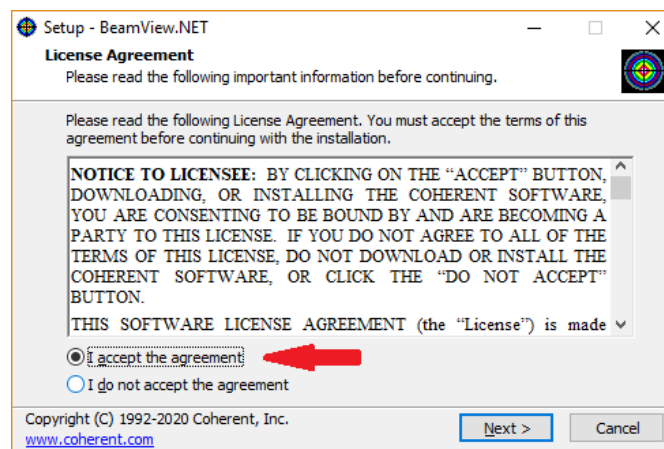 Setup - BeamView.NET
License Agreement
Please read the following important information before continuing.
Please read the following License Agreement. You must accept the terms of this
agreement before continuing with the installation.
NOTICE TO LICENSEE: BY CLICKING ON THE “ACCEPT” BUTTON,
DOWNLOADING, OR INSTALLING THE COHERENT SOFTWARE,
YOU ARE CONSENTING TO BE BOUND BY AND ARE BECOMING A
PARTY TO THIS LICENSE. IF YOU DO NOT AGREE TO ALL OF THE
TERMS OF THIS LICENSE, DO NOT DOWNLOAD OR INSTALL THE
COHERENT SOFTWARE, OR CLICK THE “DO NOT ACCEPT”
BUTTON.
THIS SOFTWARE LICENSE AGREEMENT (the “License”) is made
I accept the agreement
I do not accept the agreement
Copyright (C) 1992-2020 Coherent, Inc.
www.coherent.com
Next >
Cancel